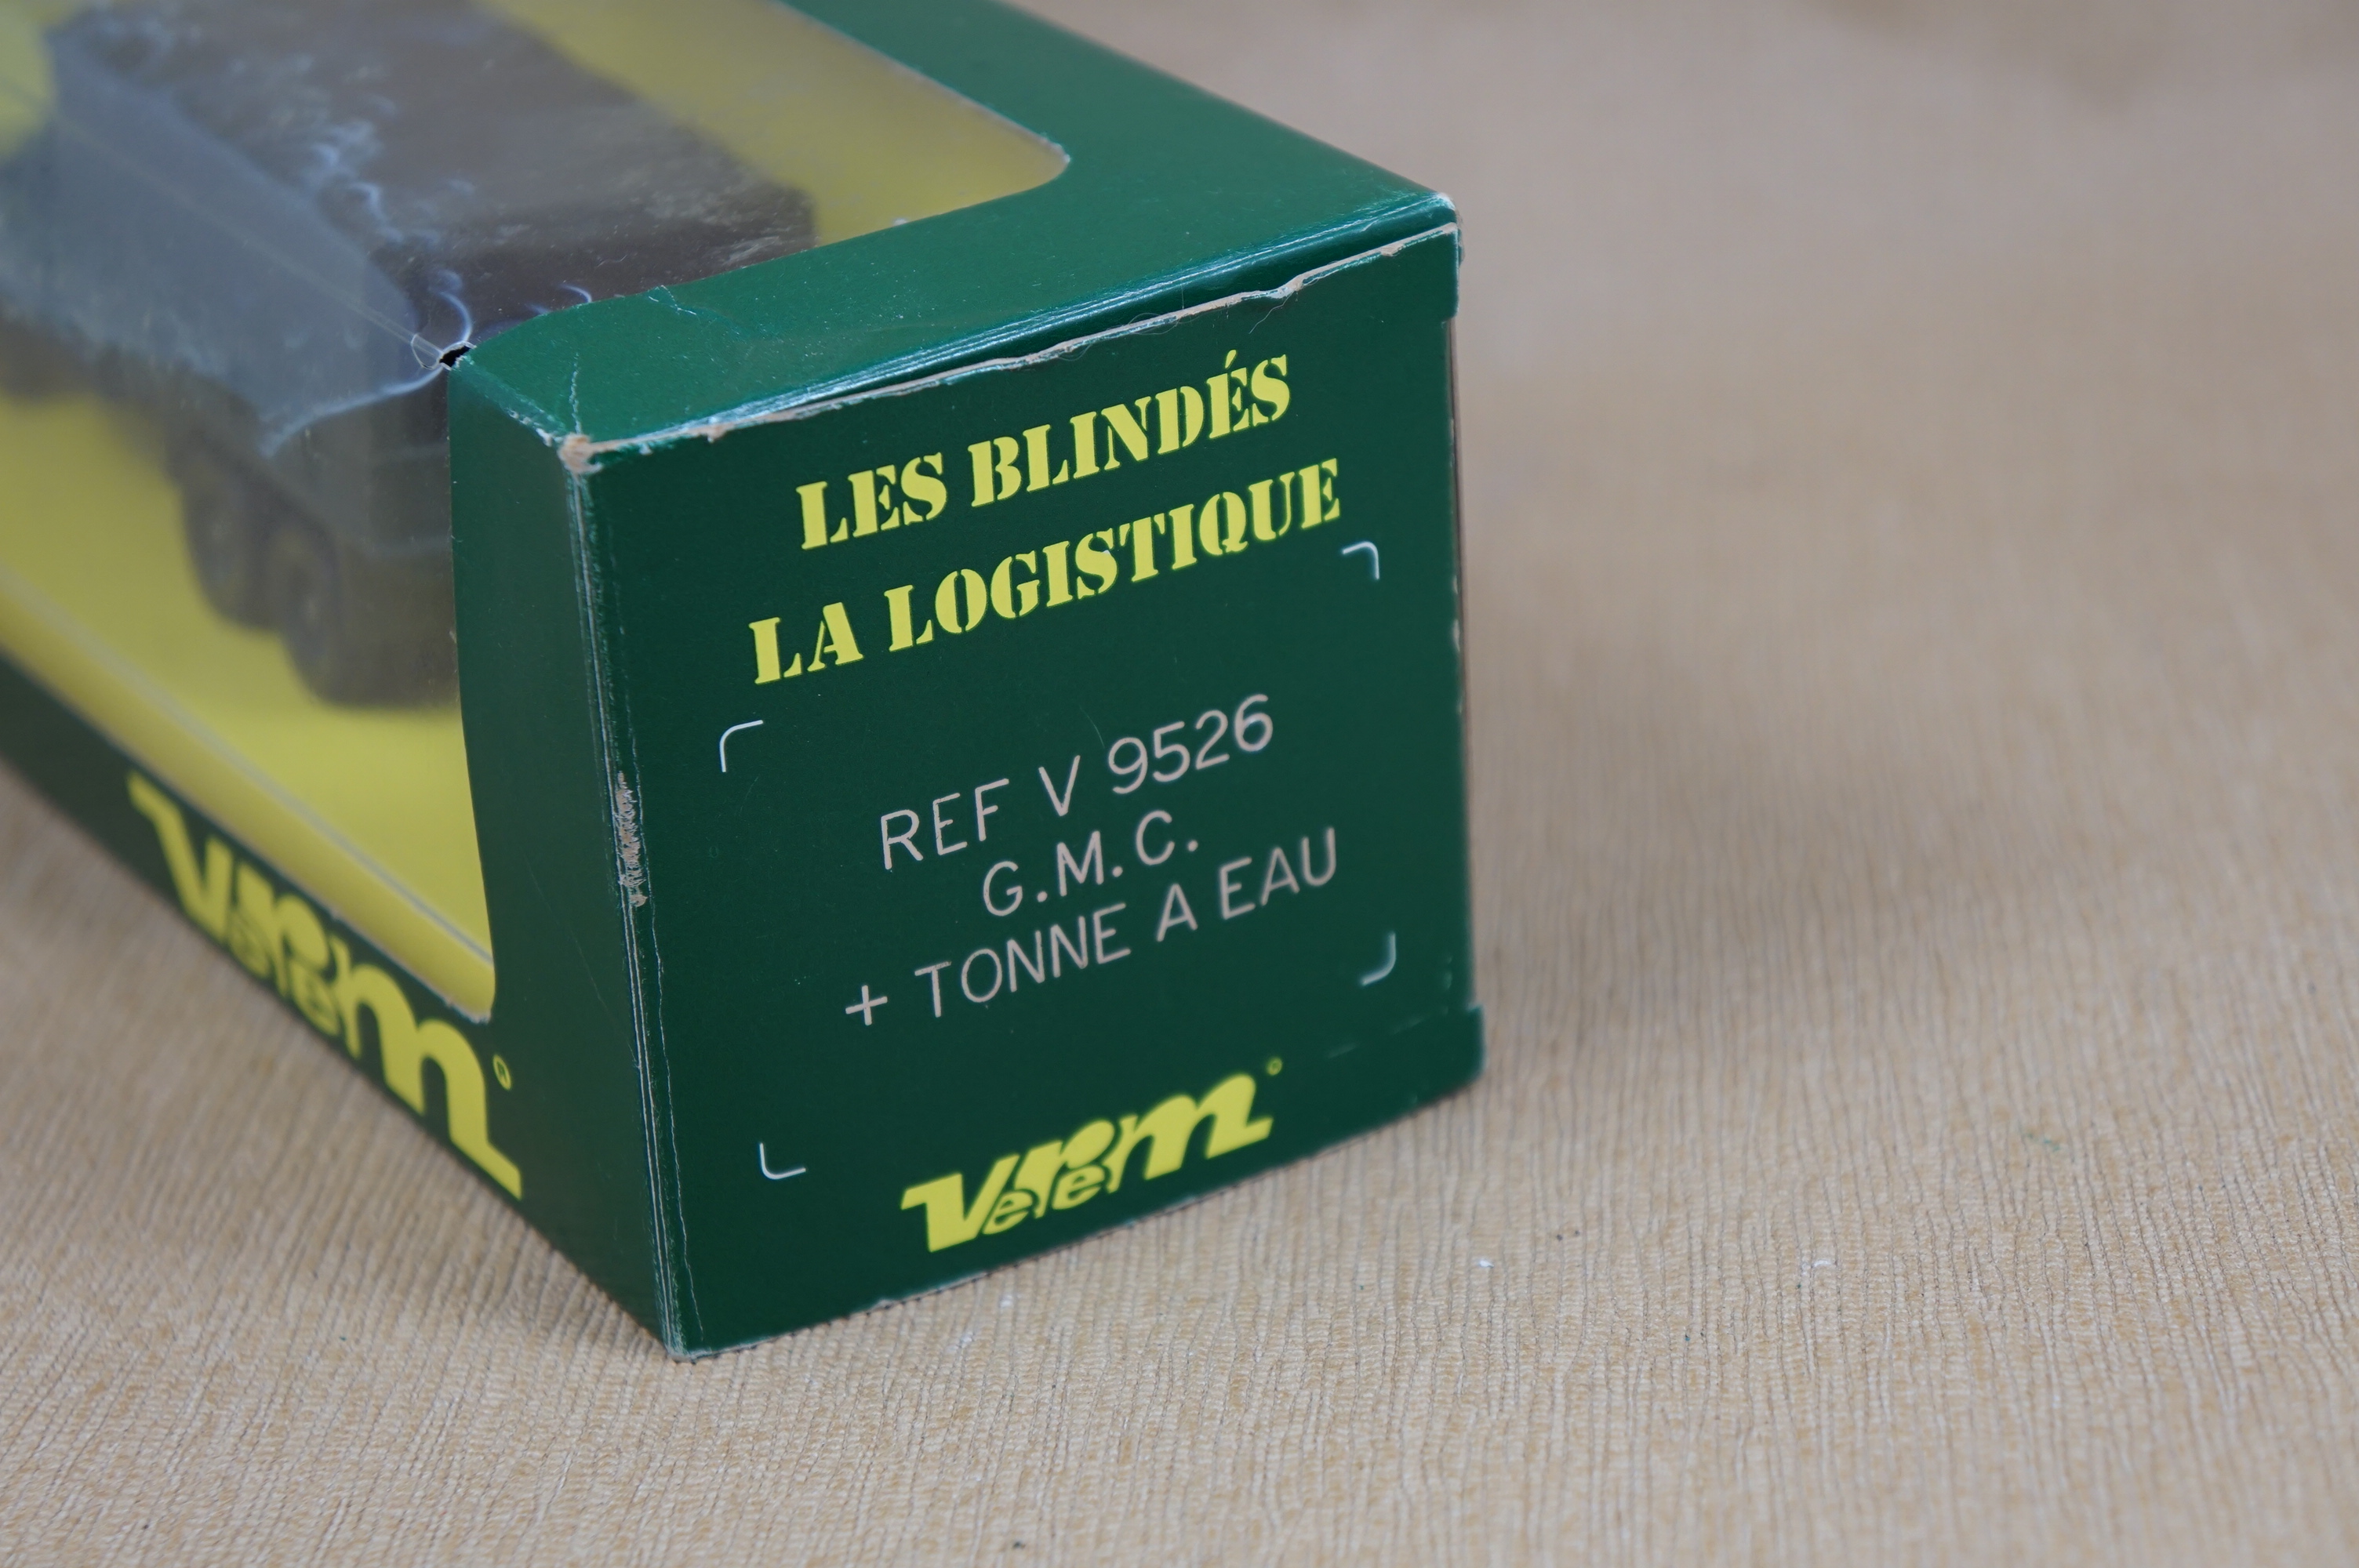 LES BLINDÉS
LA LOGISTIQUE
REF V 9526
G.M.C.
+ TONNE A EAU
Verem
Verem®